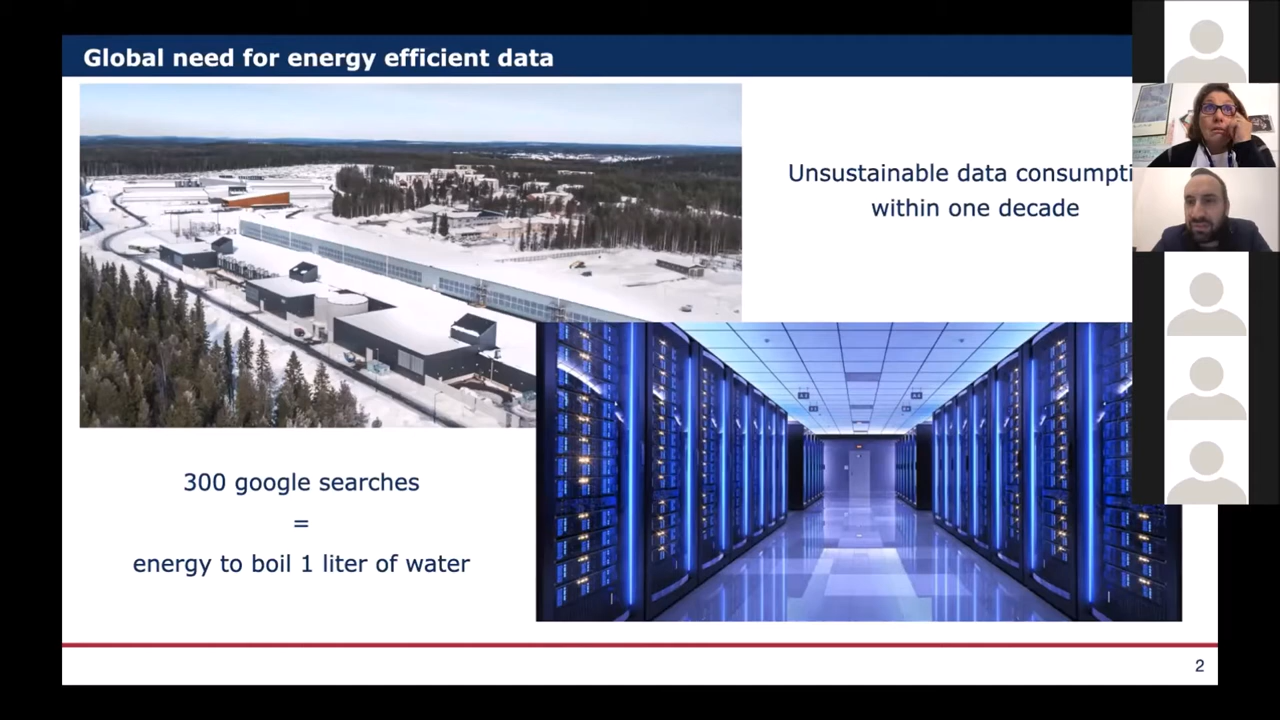 Global need for energy efficient data
Unsustainable data consumpti
within one decade
300 google searches
=
energy to boil 1 liter of water
2